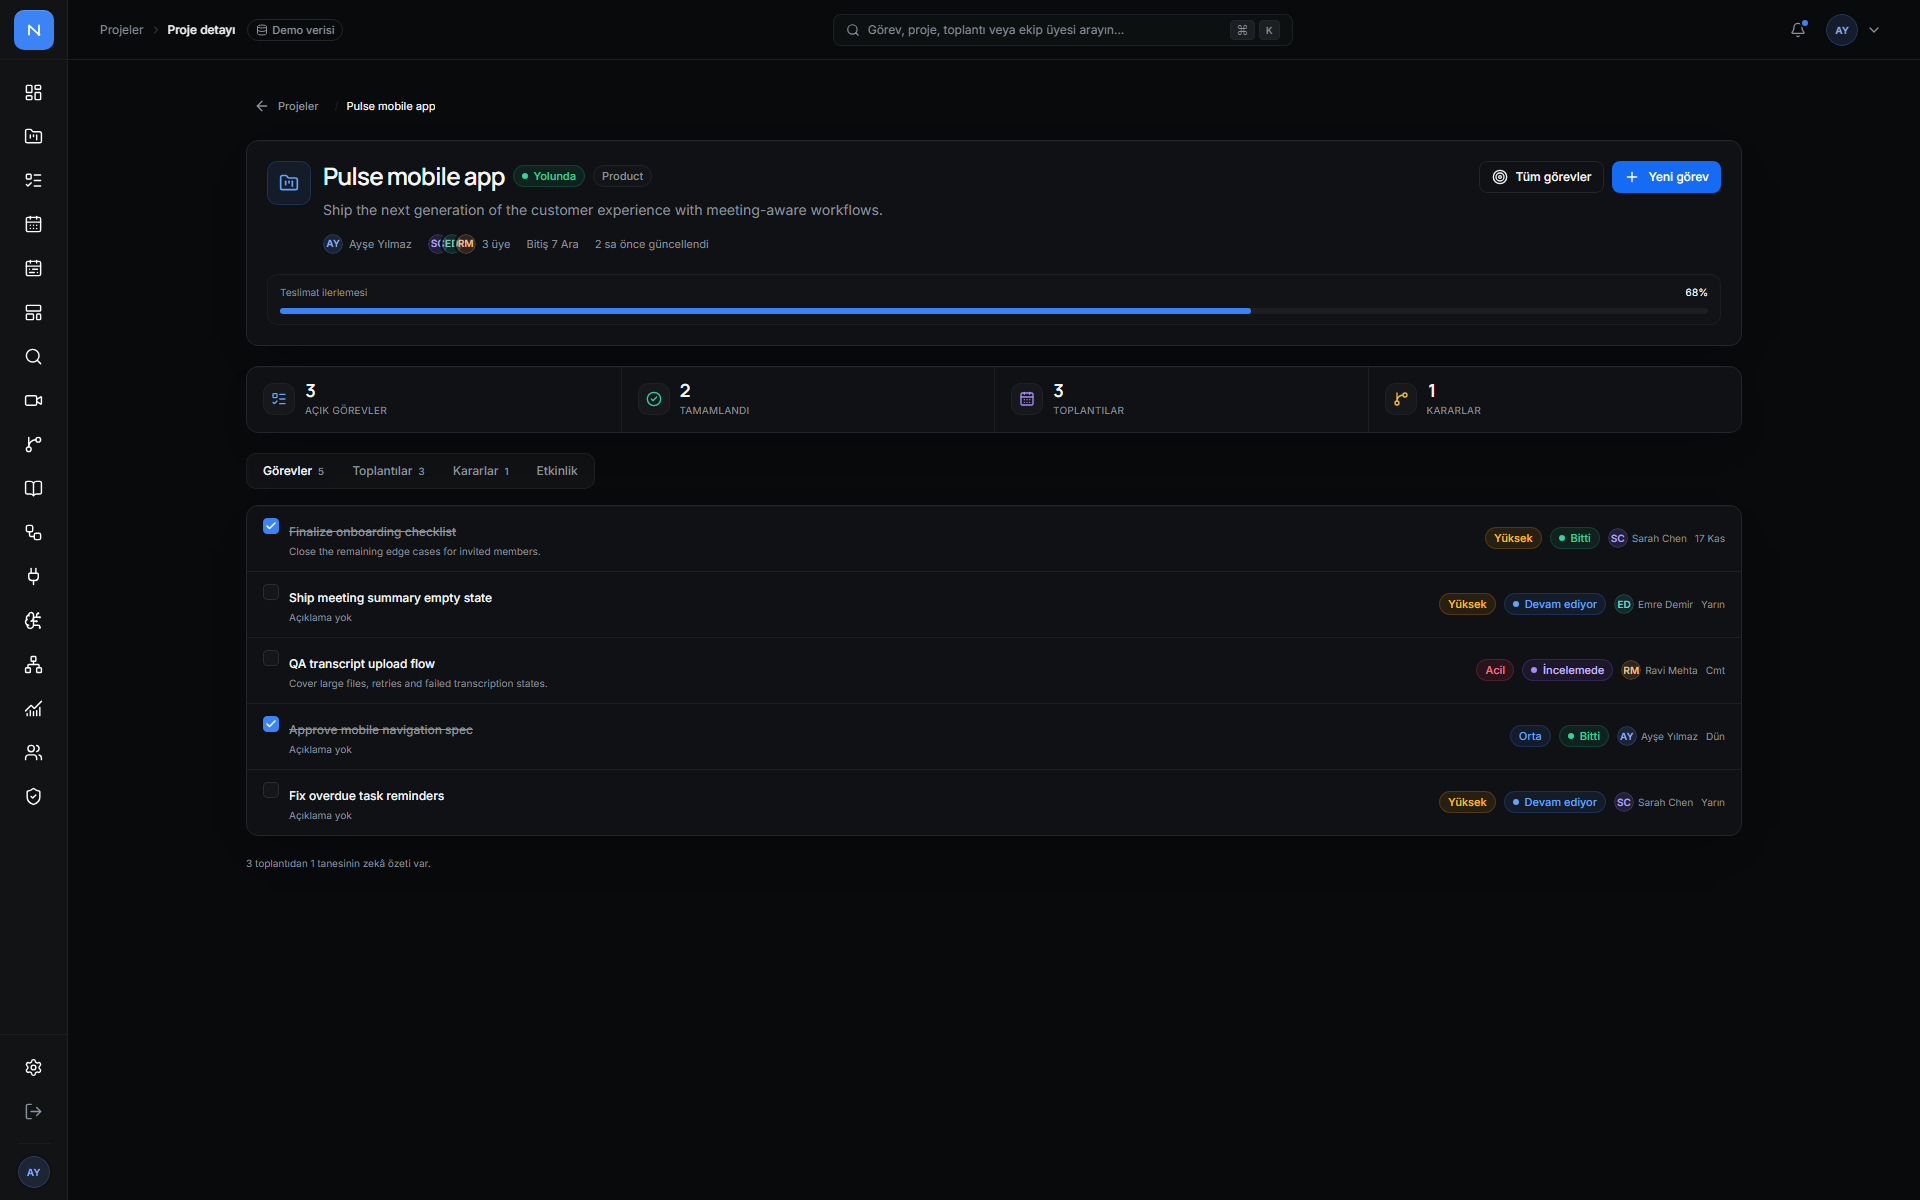 N
Projeler
Proje detayı
Demo verisi
Görev, proje, toplantı veya ekip üyesi arayın...
⌘ K
AY
Projeler / Pulse mobile app
Pulse mobile app
Yolunda
Product
Tüm görevler
Yeni görev
Ship the next generation of the customer experience with meeting-aware workflows.
AY Ayşe Yılmaz
RM 3 üye
Bitiş 7 Ara
2 sa önce güncellendi
Teslimat ilerlemesi
68%
3
AÇIK GÖREVLER
2
TAMAMLANDI
3
TOPLANTILAR
1
KARARLAR
Görevler 5
Toplantılar 3
Kararlar 1
Etkinlik
Finalize onboarding checklist
Close the remaining edge cases for invited members.
Yüksek
Bitti
SC Sarah Chen 17 Kas
Ship meeting summary empty state
Açıklama yok
Yüksek
Devam ediyor
ED Emre Demir Yarın
QA transcript upload flow
Cover large files, retries and failed transcription states.
Acil
İncelemede
RM Ravi Mehta Cmt
Approve mobile navigation spec
Açıklama yok
Orta
Bitti
AY Ayşe Yılmaz Dün
Fix overdue task reminders
Açıklama yok
Yüksek
Devam ediyor
SC Sarah Chen Yarın
3 toplantıdan 1 tanesinin zekâ özeti var.
AY